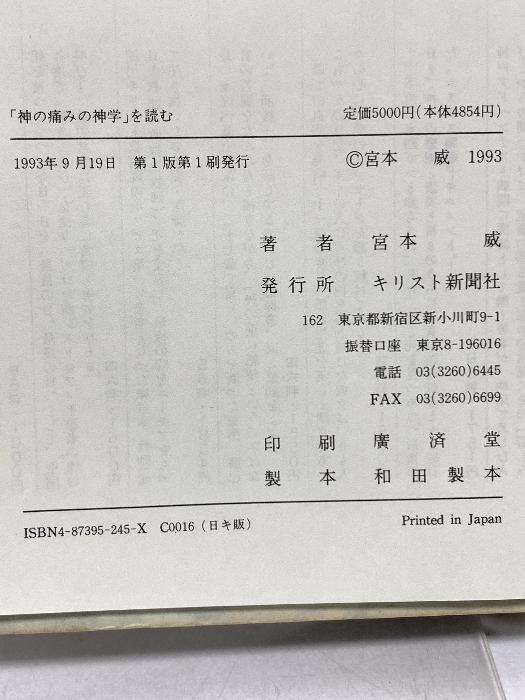 「神の痛みの神学」を読む 定価5000円(本体4854円)
1993年9月19日 第1版第1刷発行 Ⓒ宮本 威 1993
著者 宮本 威
発行所 キリスト新聞社
162 東京都新宿区新小川町9-1
振替口座 東京8-196016
電話 03(3260)6445
FAX 03(3260)6699
印刷 廣済堂
製本 和田製本
ISBN4-87395-245-X C0016(日キ販) Printed in Japan